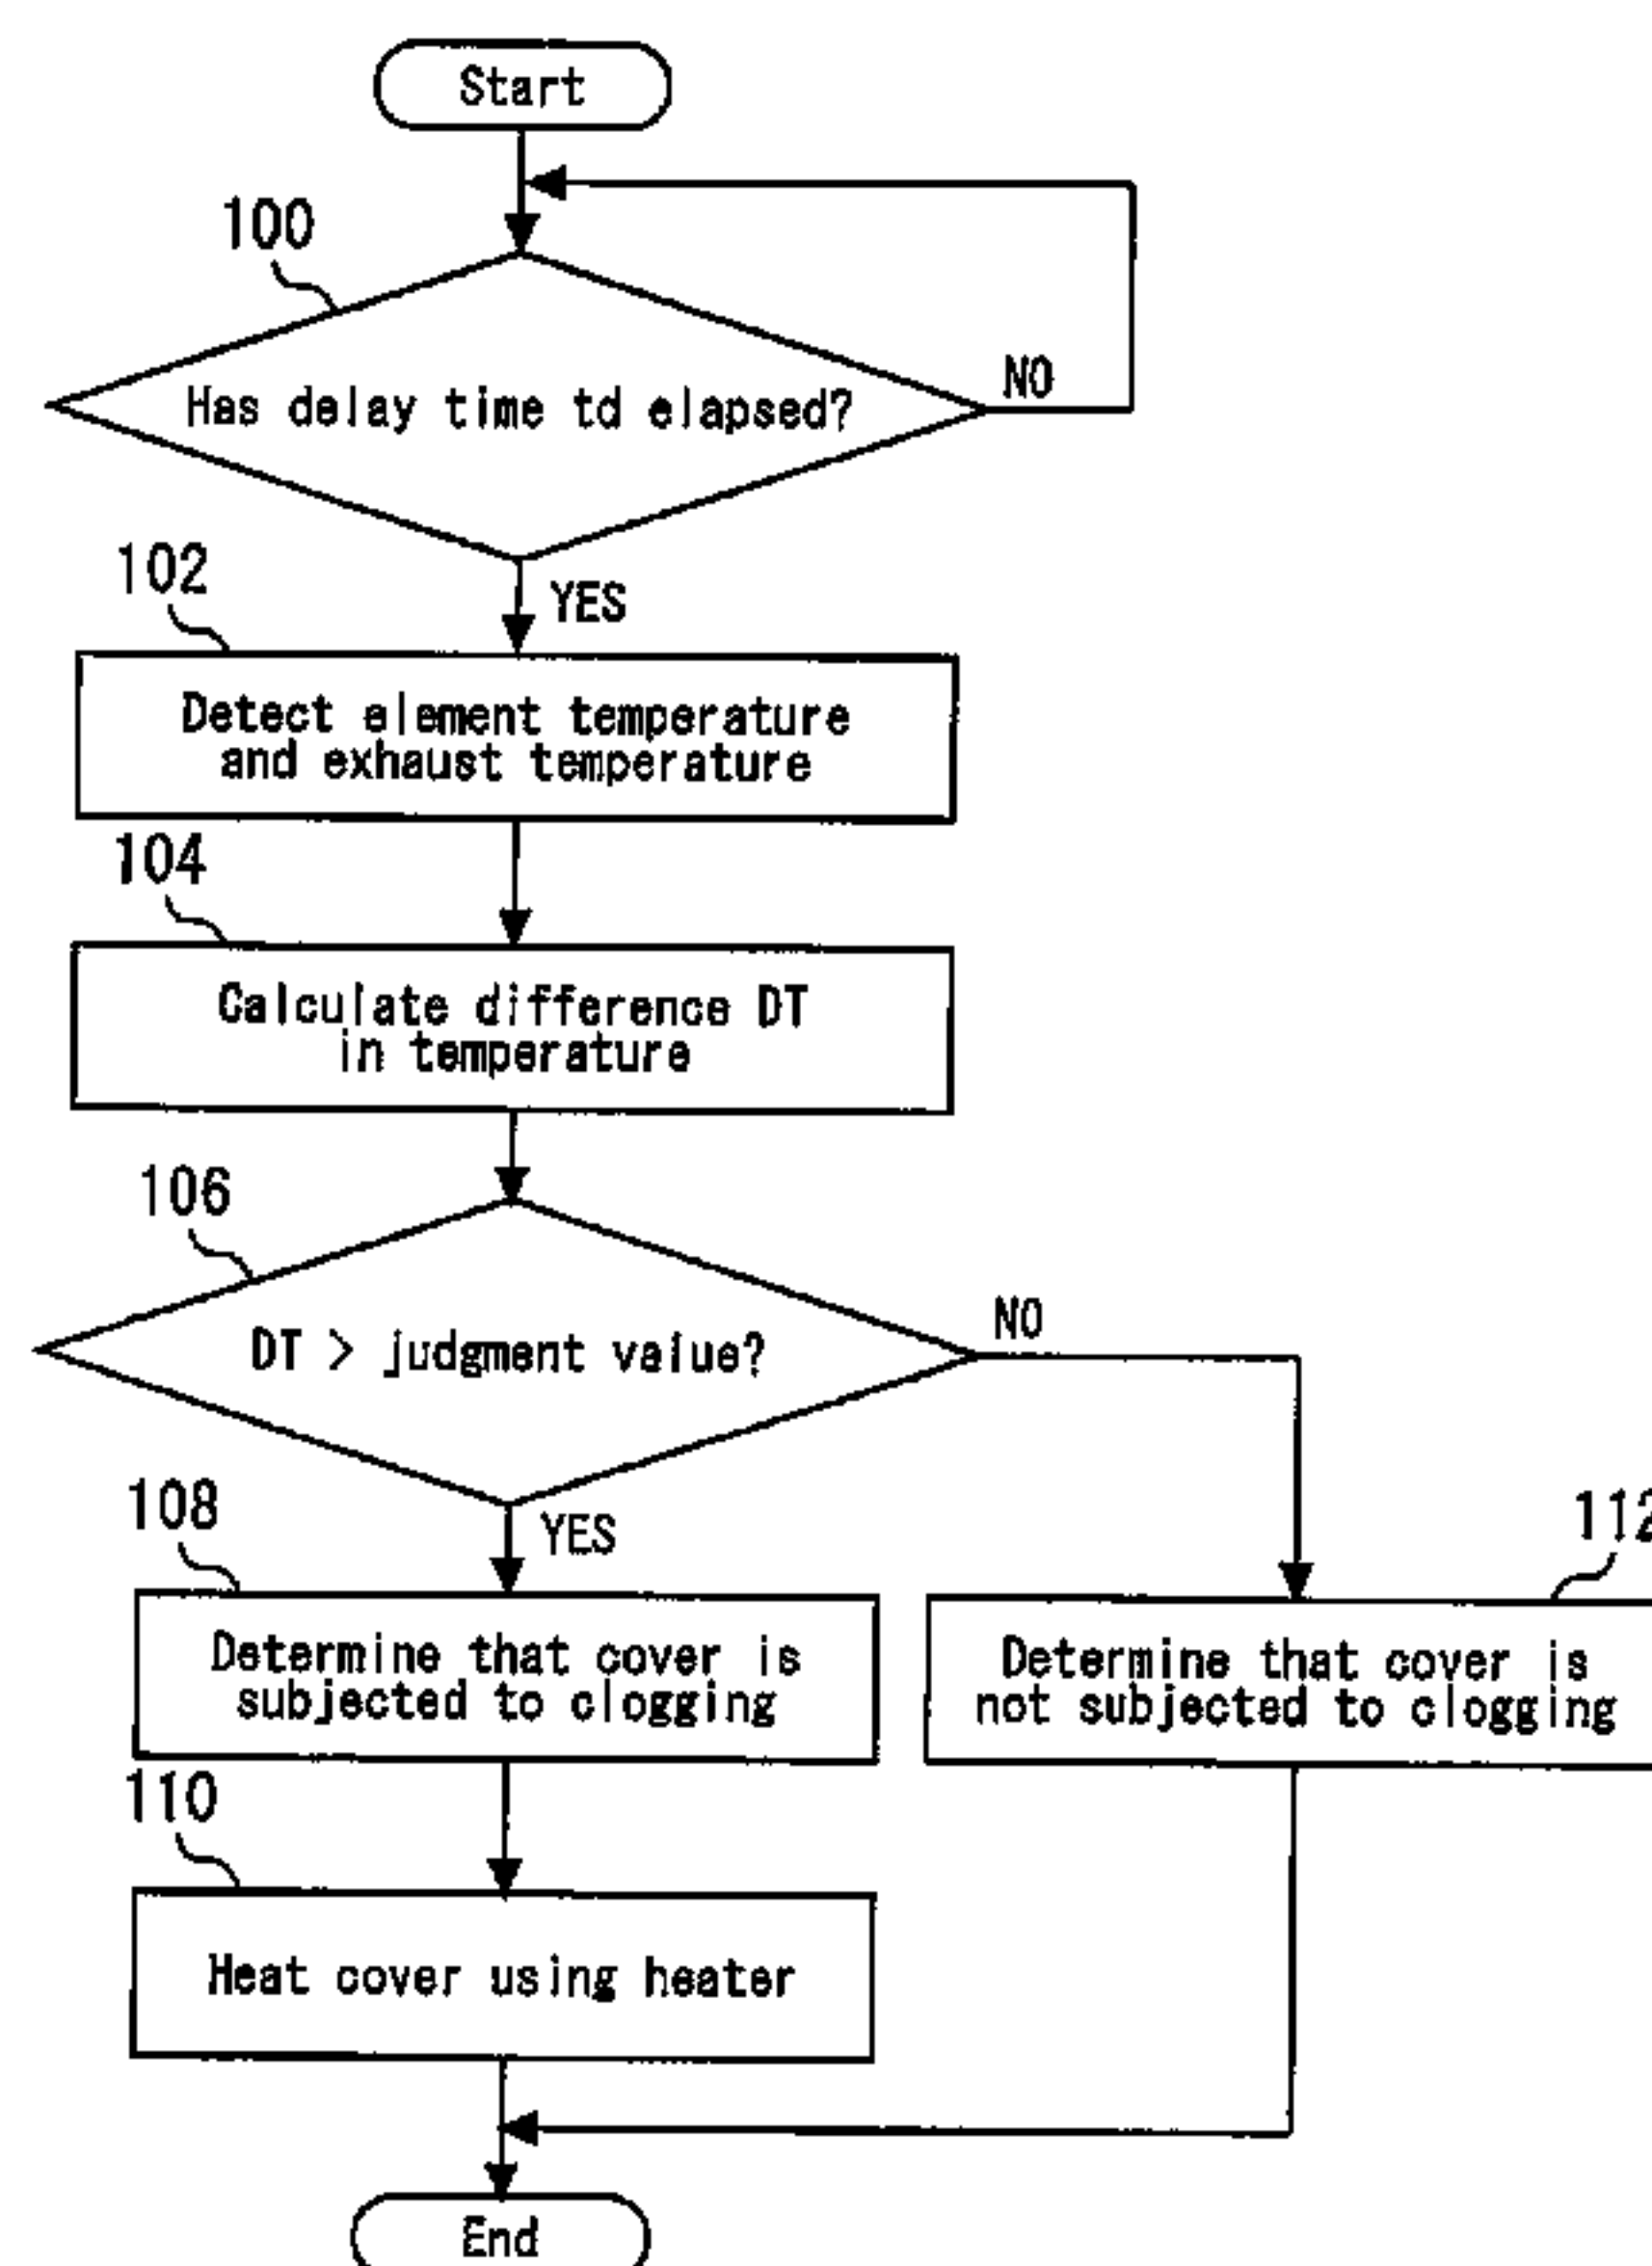 Start
100
Has delay time td elapsed?
NO
YES
102
Detect element temperature
and exhaust temperature
104
Calculate difference DT
in temperature
106
DT > judgment value?
NO
YES
108
Determine that cover is
subjected to clogging
112
Determine that cover is
not subjected to clogging
110
Heat cover using heater
End